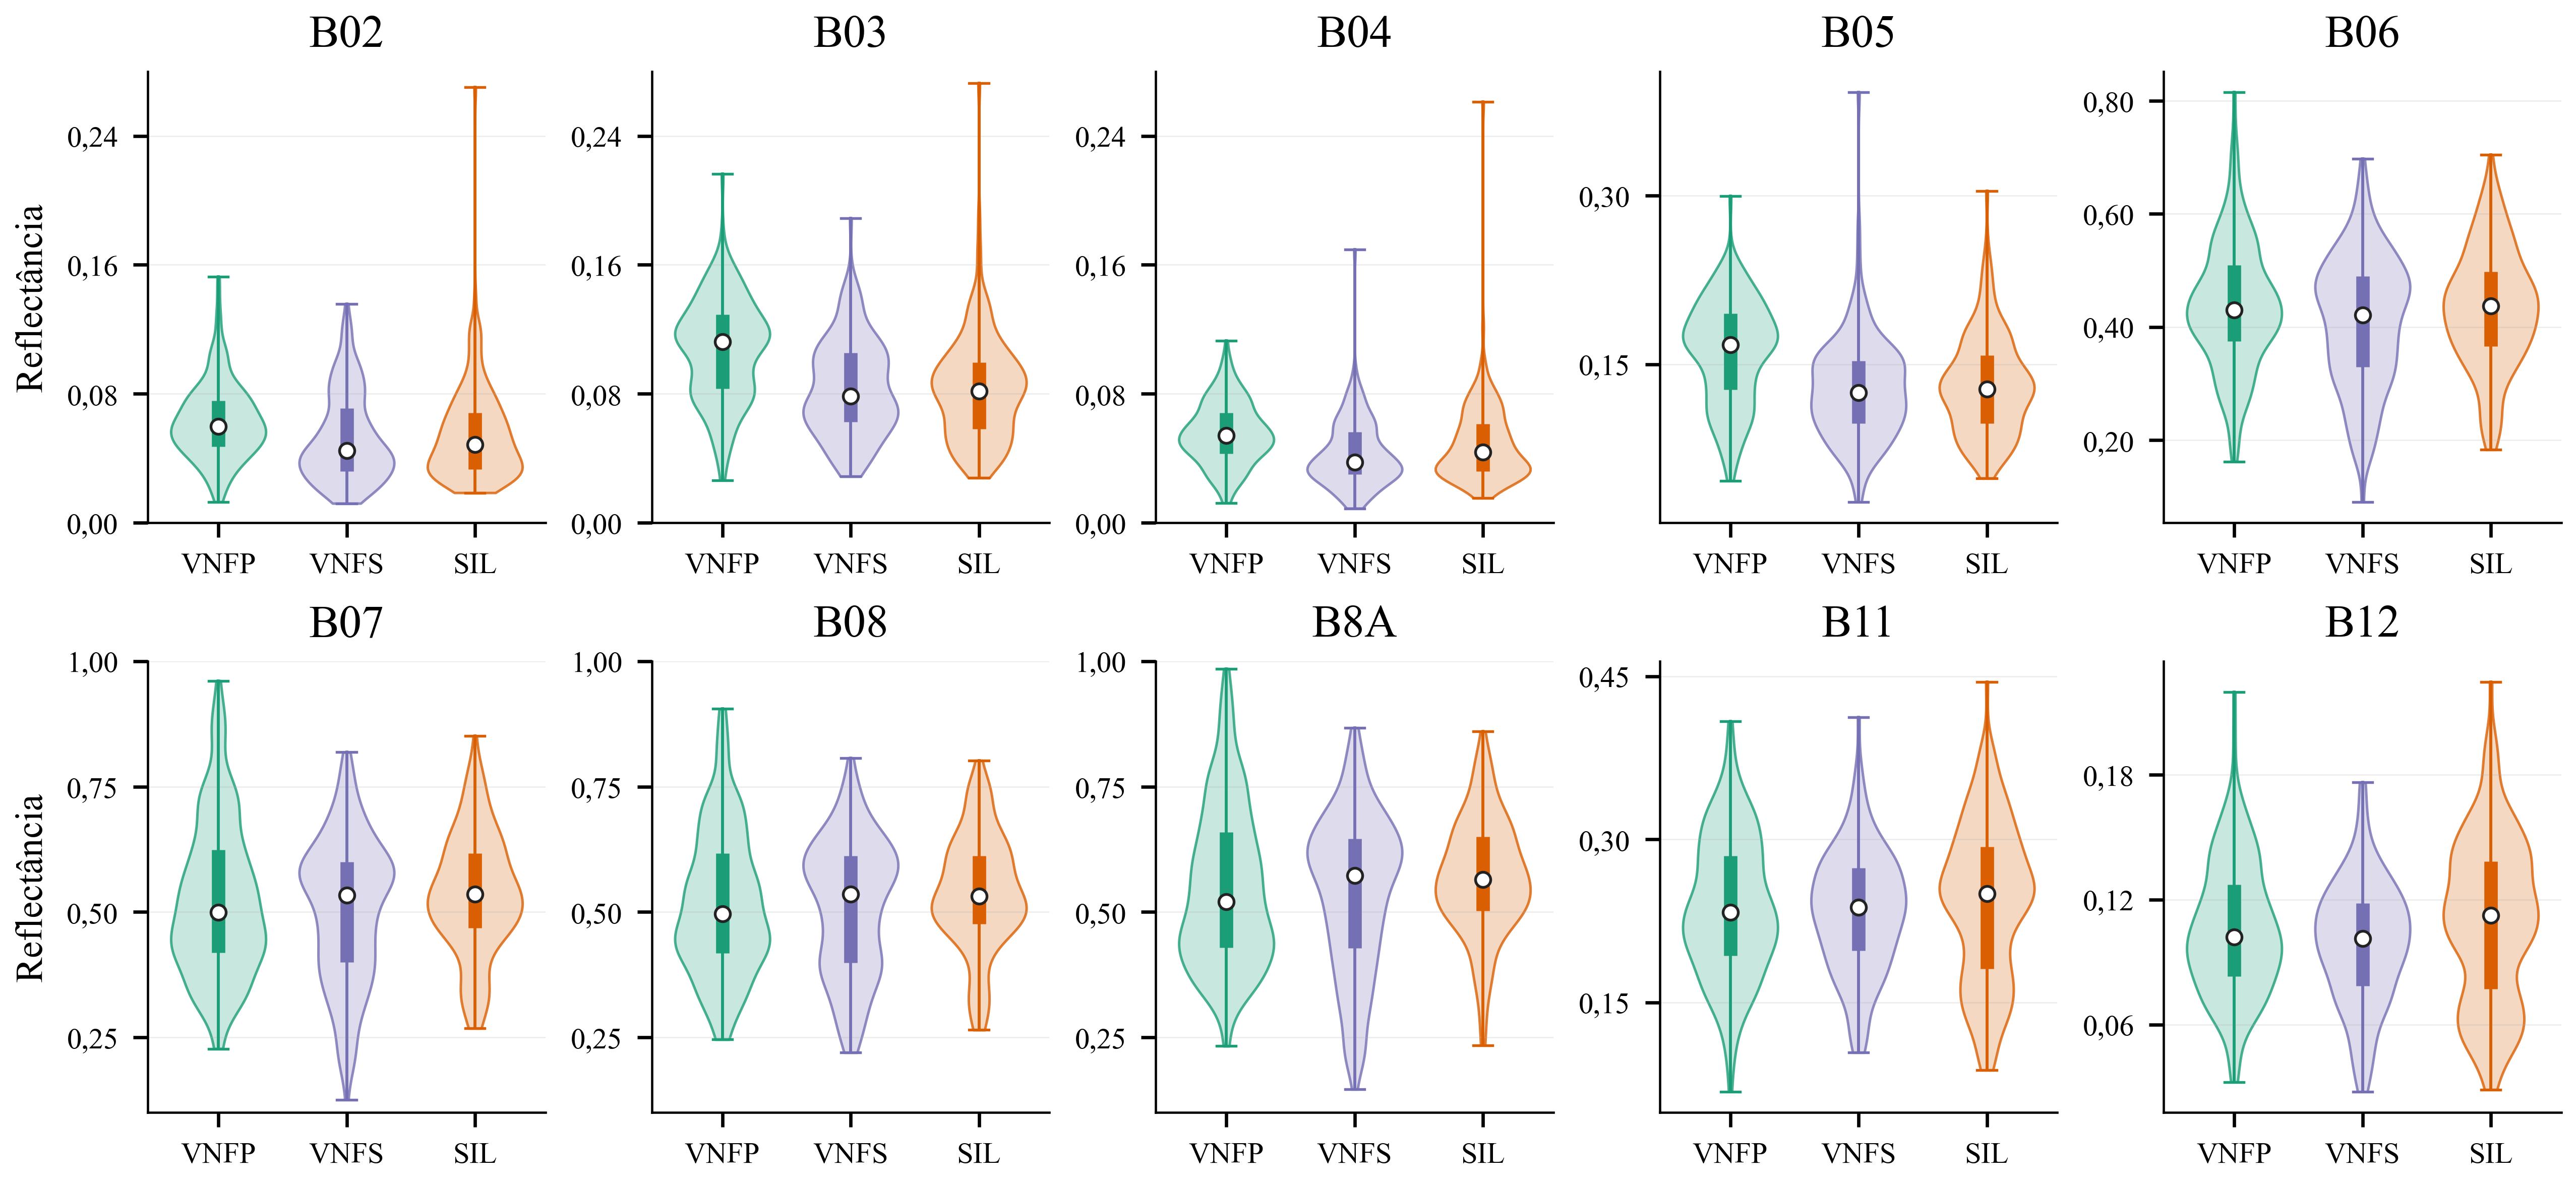 B02
B03
B04
B05
B06
Reflectância
0,24
0,16
0,08
0,00
VNFP VNFS SIL
0,24
0,16
0,08
0,00
VNFP VNFS SIL
0,24
0,16
0,08
0,00
VNFP VNFS SIL
0,30
0,15
VNFP VNFS SIL
0,80
0,60
0,40
0,20
VNFP VNFS SIL
B07
B08
B8A
B11
B12
Reflectância
1,00
0,75
0,50
0,25
VNFP VNFS SIL
1,00
0,75
0,50
0,25
VNFP VNFS SIL
1,00
0,75
0,50
0,25
VNFP VNFS SIL
0,45
0,30
0,15
VNFP VNFS SIL
0,18
0,12
0,06
VNFP VNFS SIL